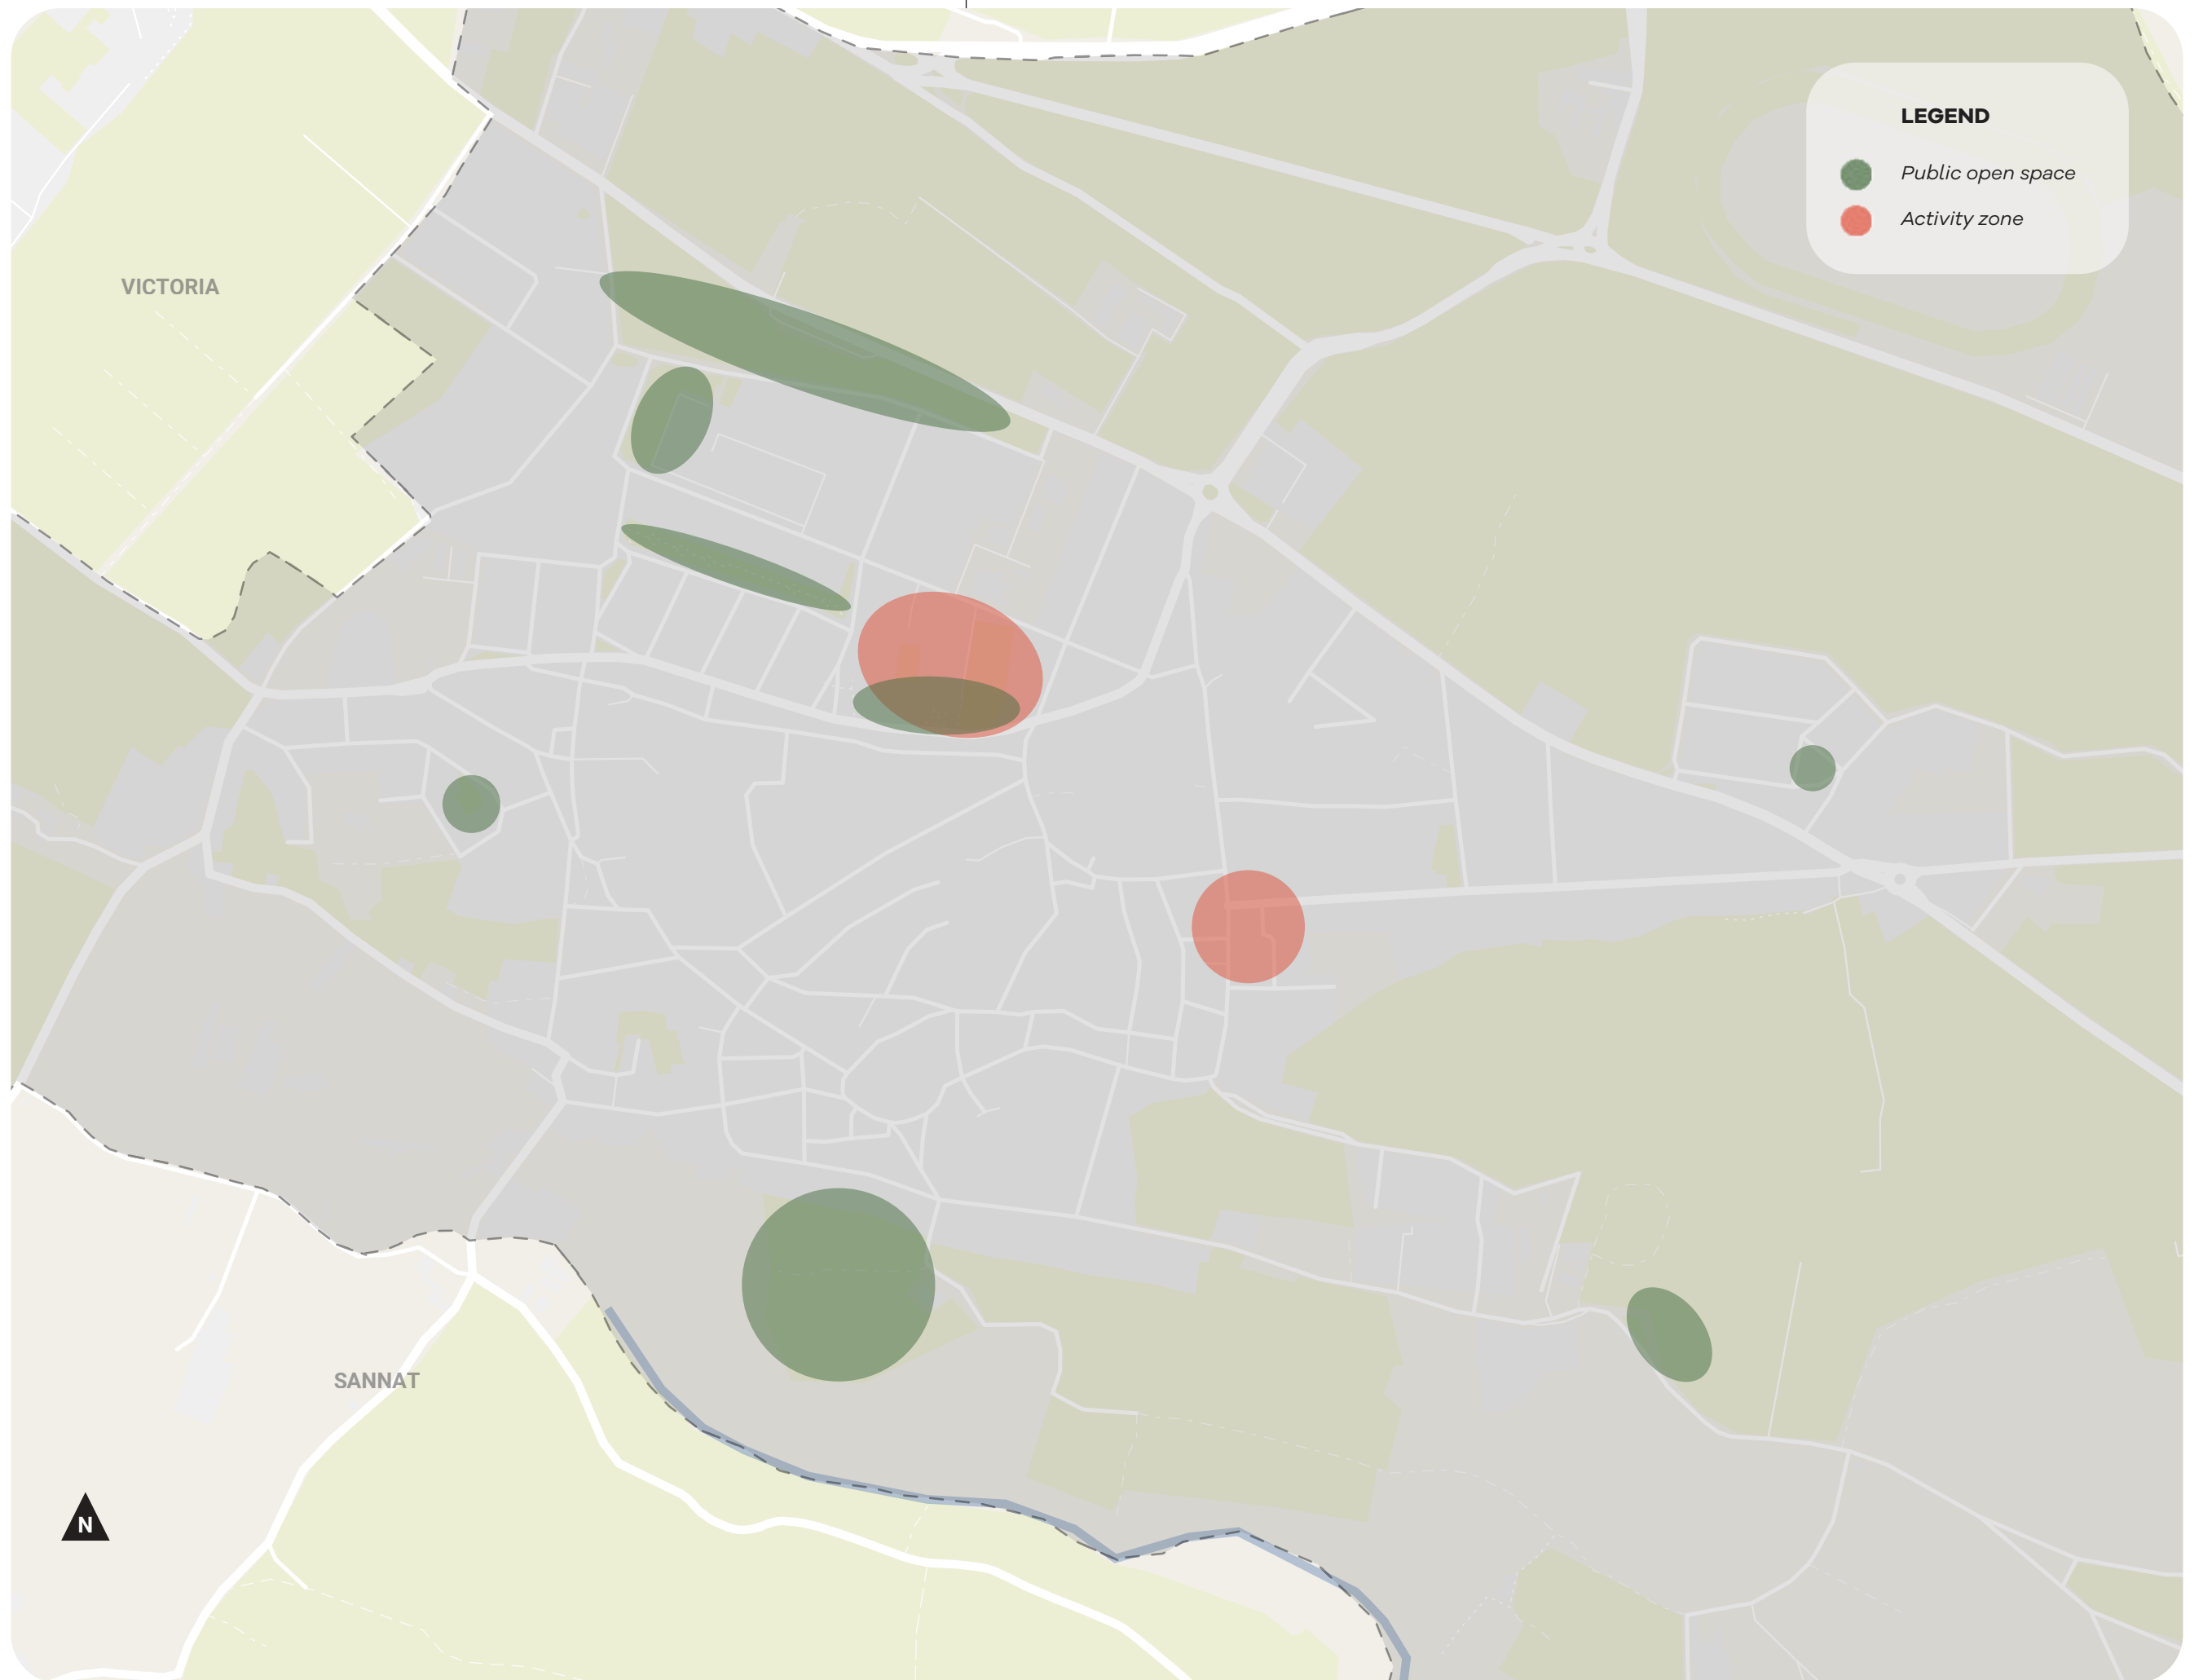 LEGEND
Public open space
Activity zone
VICTORIA
SANNAT
N